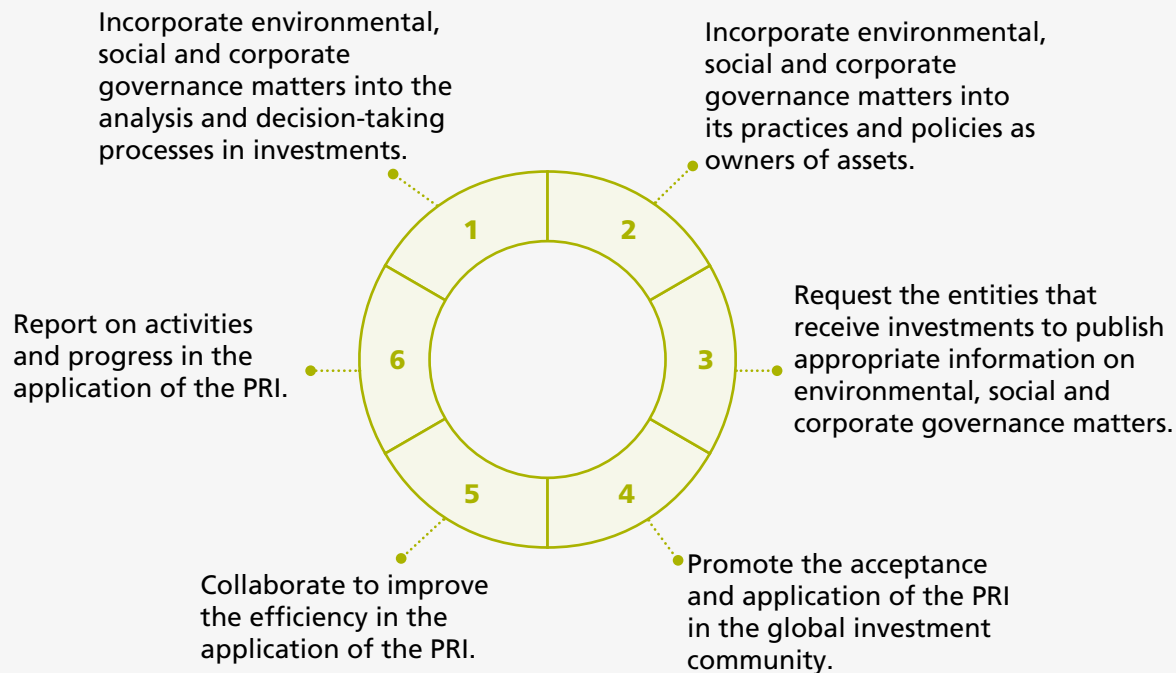 Incorporate environmental,
social and corporate
governance matters into the
analysis and decision-taking
processes in investments.
1
Incorporate environmental,
social and corporate
governance matters into
its practices and policies as
owners of assets.
2
Request the entities that
receive investments to publish
appropriate information on
environmental, social and
corporate governance matters.
3
Promote the acceptance
and application of the PRI
in the global investment
community.
4
Collaborate to improve
the efficiency in the
application of the PRI.
5
Report on activities
and progress in the
application of the PRI.
6